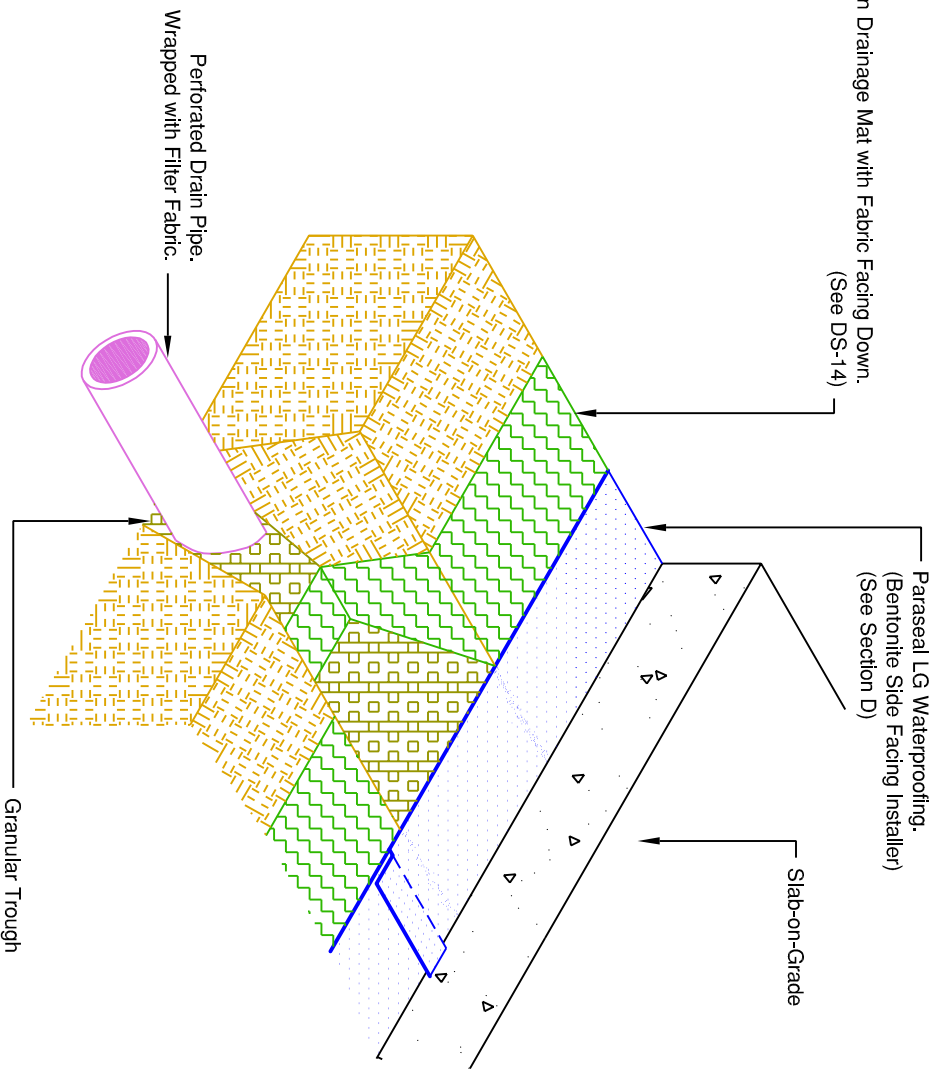 Drainage Mat with Fabric Facing Down.
(See DS-14)
Paraseal LG Waterproofing.
(Bentonite Side Facing Installer)
(See Section D)
Slab-on-Grade
Perforated Drain Pipe.
Wrapped with Filter Fabric.
Granular Trough